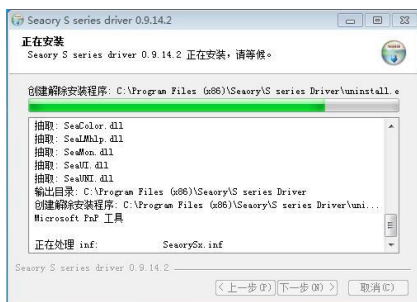 Seaory S series driver 0.9.14.2
正在安装
Seaory S series driver 0.9.14.2 正在安装，请等候。
创建解除安装程序: C:\Program Files (x86)\Seaory\S series Driver\uninstall.e
抽取: SeaColor.dll
抽取: SeaLMhlp.dll
抽取: SeaMon.dll
抽取: SeaUI.dll
抽取: SeaUNI.dll
输出目录: C:\Program Files (x86)\Seaory\S series Driver
创建解除安装程序: C:\Program Files (x86)\Seaory\S series Driver\uni...
Microsoft PnP 工具
正在处理 inf: SeaorySx.inf
Seaory S series driver 0.9.14.2
< 上一步(P) 下一步(N) > 取消(C)